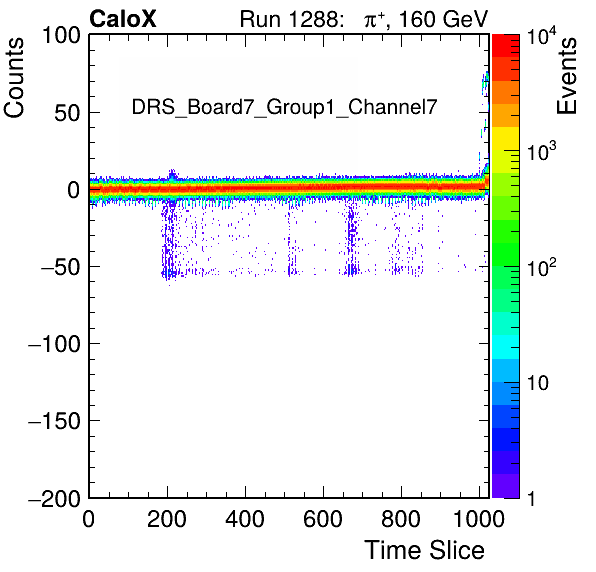 CaloX Run 1288: π⁺, 160 GeV
Counts
Events
DRS_Board7_Group1_Channel7
100
50
0
−50
−100
−150
−200
0 200 400 600 800 1000
Time Slice
10⁴
10³
10²
10
1